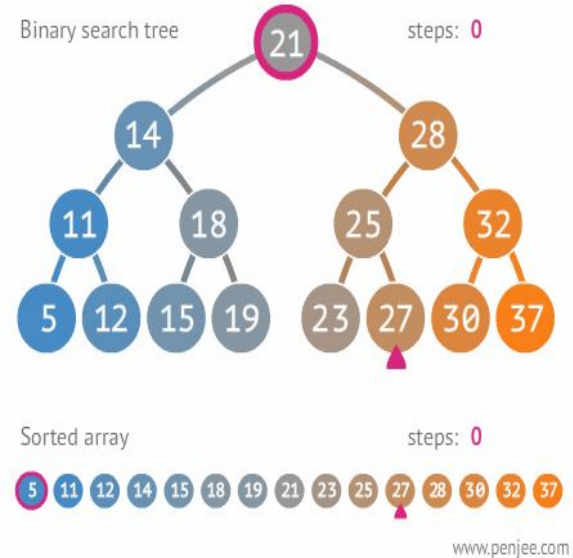 Binary search tree steps: 0
21
14 28
11 18 25 32
5 12 15 19 23 27 30 37
Sorted array steps: 0
5 11 12 14 15 18 19 21 23 25 27 28 30 32 37
www.penjee.com